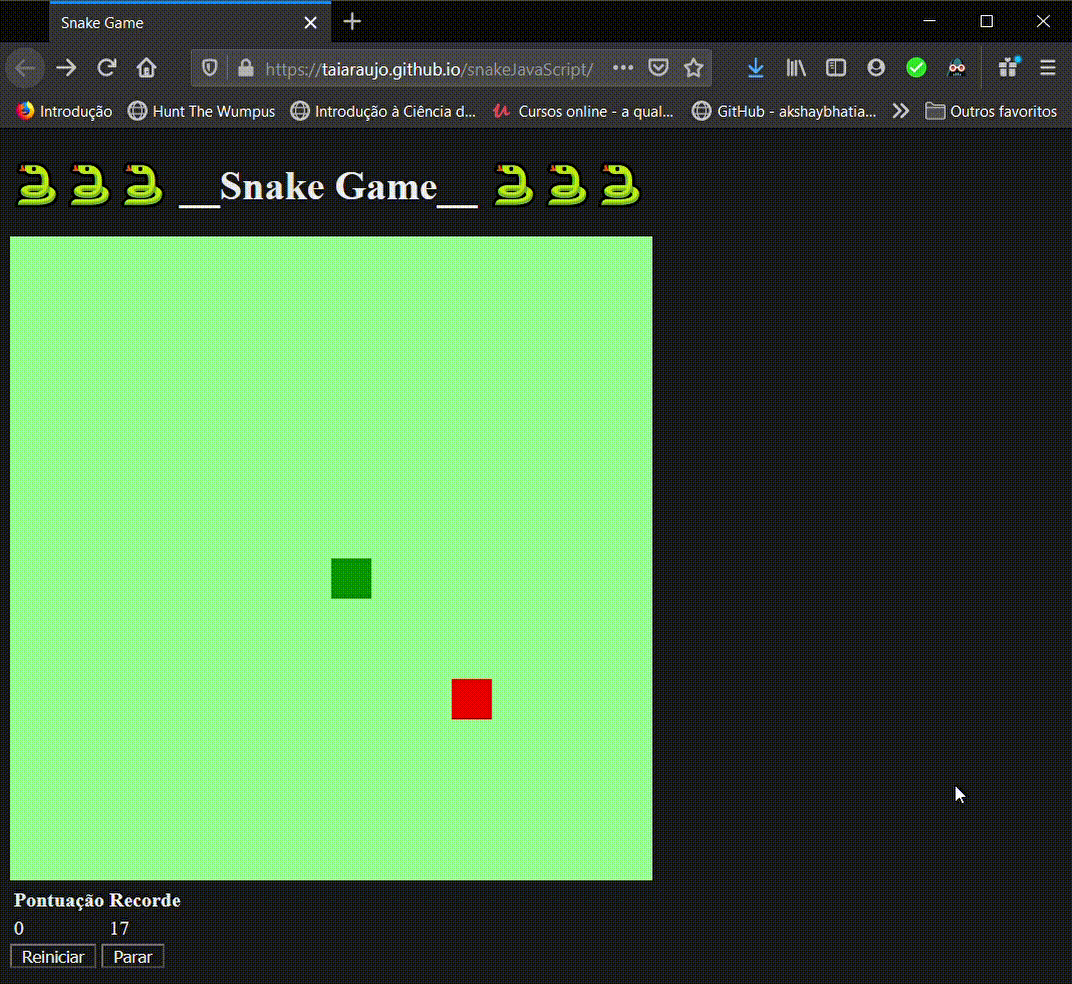 Snake Game
https://taiaraujo.github.io/snakeJavaScript/
Introdução Hunt The Wumpus Introdução à Ciência d... Cursos online - a qual... GitHub - akshaybhatia... Outros favoritos
__Snake Game__
Pontuação Recorde
0 17
Reiniciar Parar